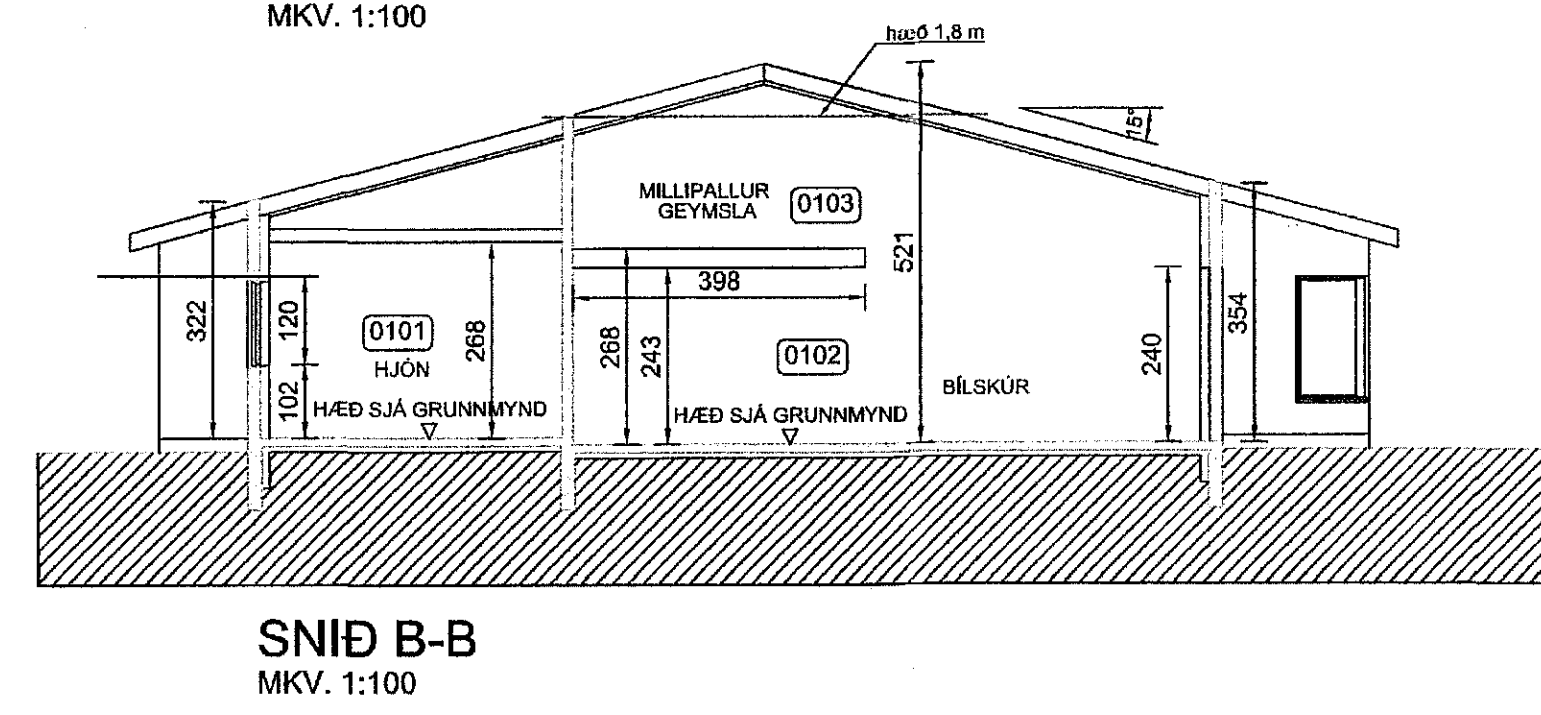 MKV. 1:100
hæð 1,8 m
15°
MILLIPALLUR
GEYMSLA
0103
521
398
322
120
0101
268
HJÓN
102
HÆÐ SJÁ GRUNNMYND
268
243
0102
HÆÐ SJÁ GRUNNMYND
BÍLSKÚR
240
354
SNIÐ B-B
MKV. 1:100